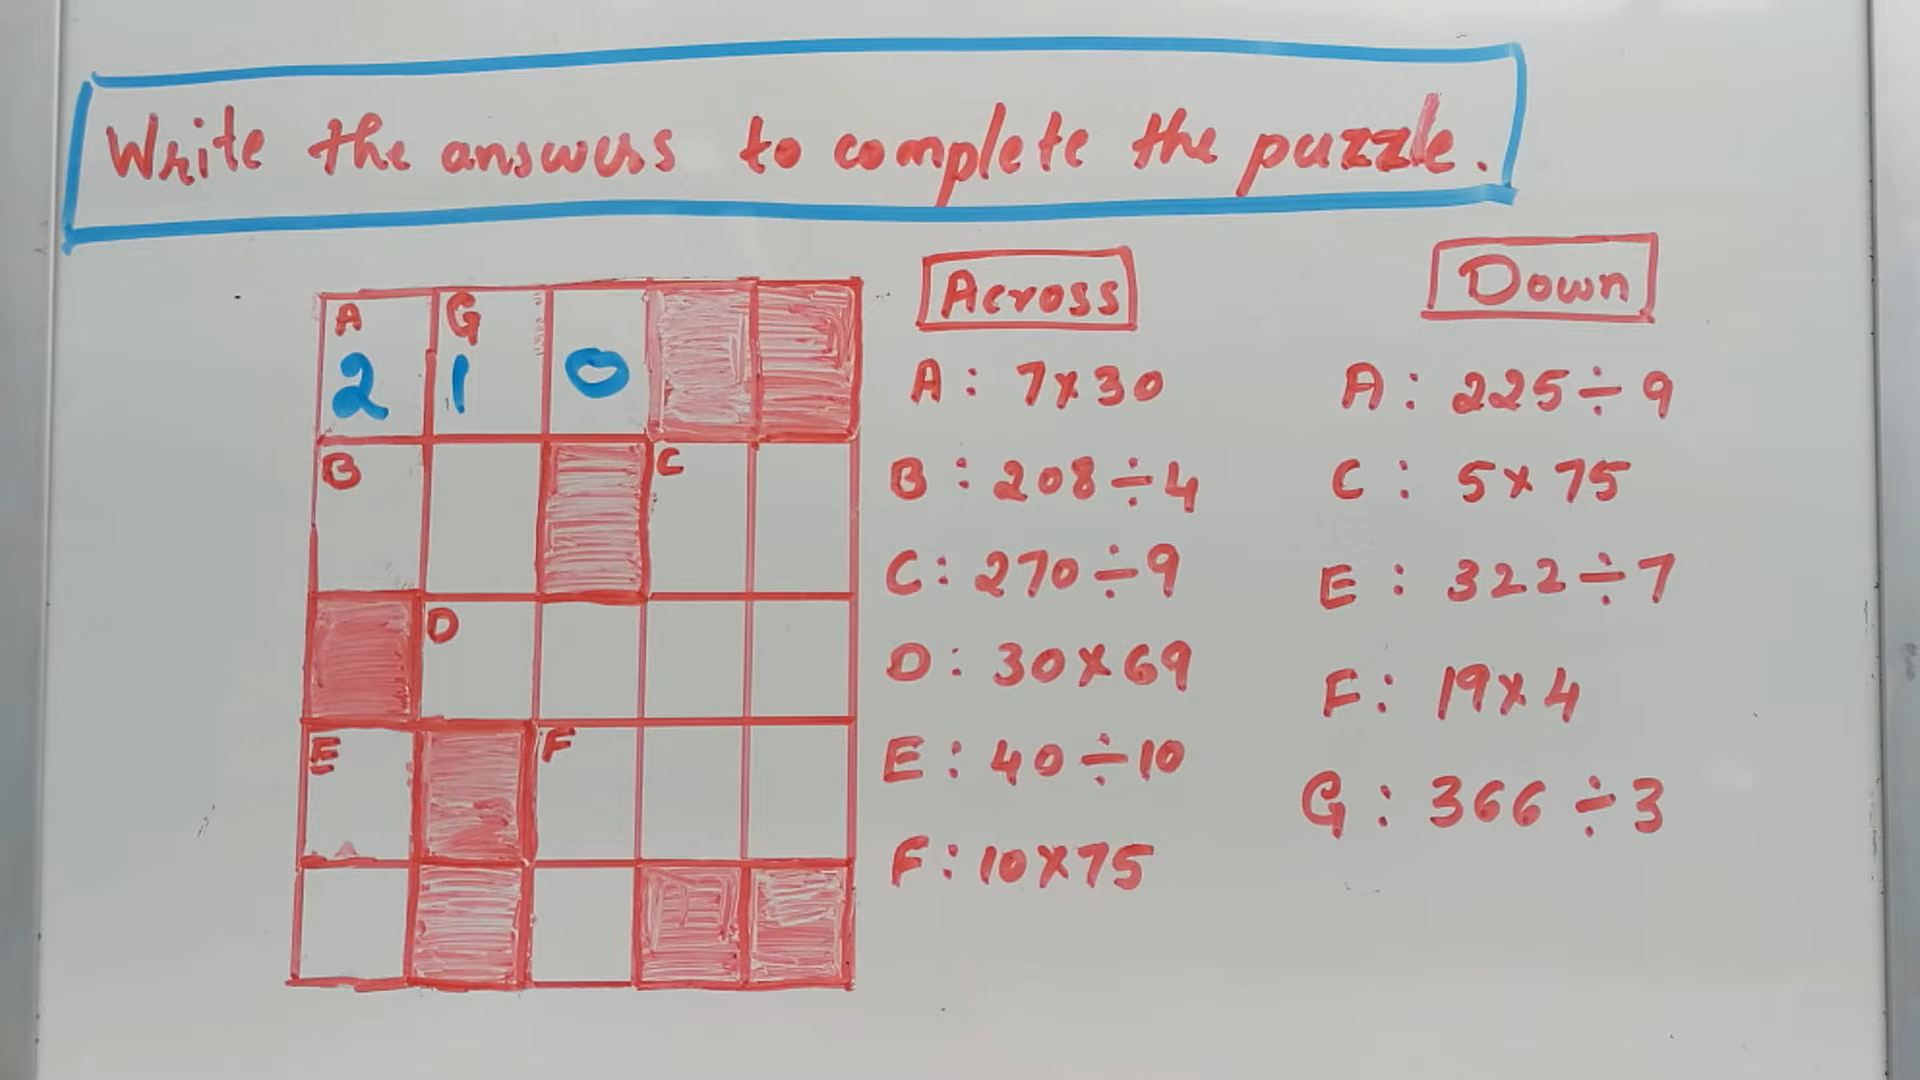 Write the answers to complete the puzzle.
A G
2 1 0
B C
D
E F
Across
A: 7x30
B: 208÷4
C: 270÷9
D: 30x69
E: 40÷10
F: 10x75
Down
A: 225÷9
C: 5x75
E: 322÷7
F: 19x4
G: 366÷3